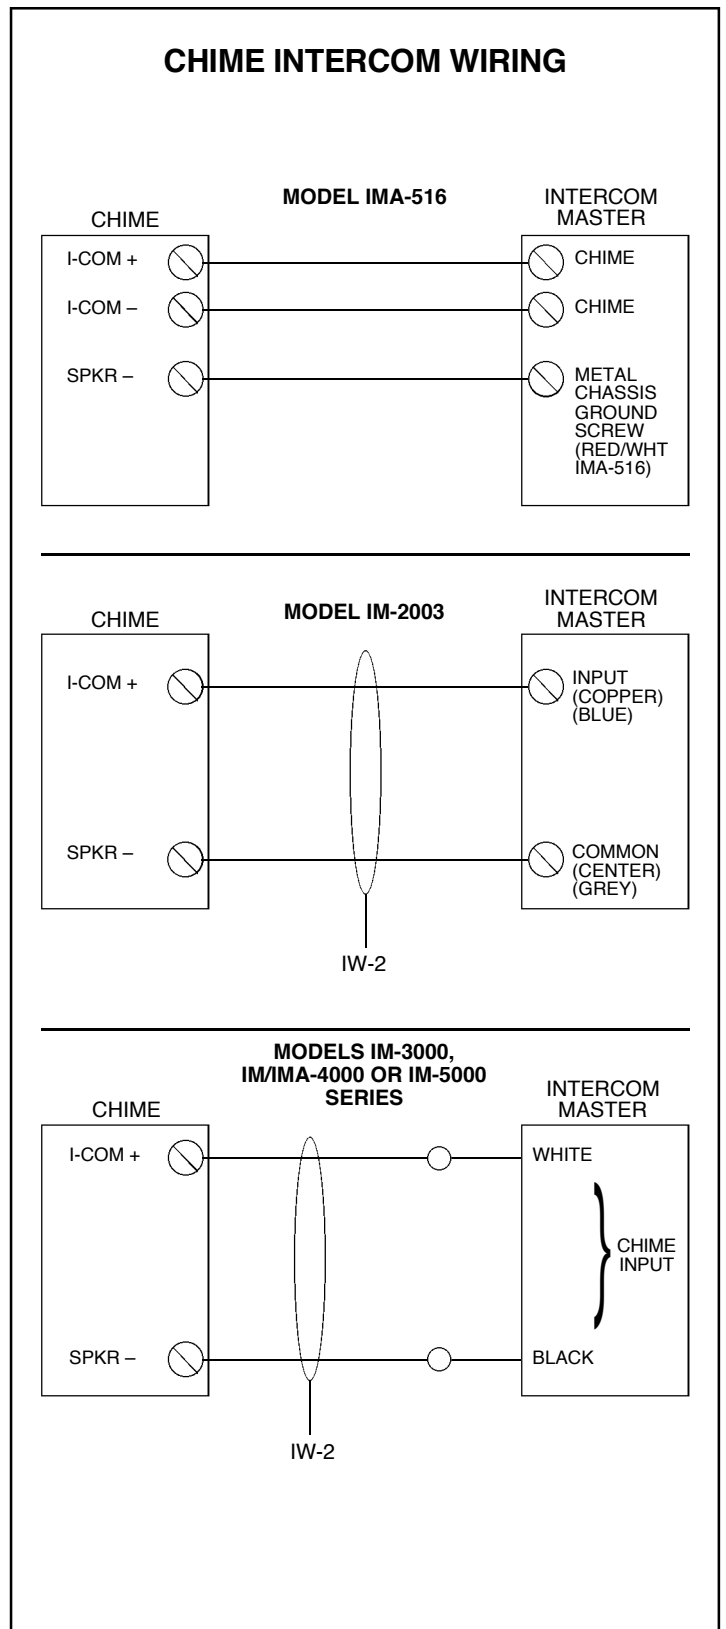 CHIME INTERCOM WIRING
MODEL IMA-516
CHIME
INTERCOM
MASTER
I-COM +
CHIME
I-COM –
CHIME
SPKR –
METAL
CHASSIS
GROUND
SCREW
(RED/WHT
IMA-516)
MODEL IM-2003
CHIME
INTERCOM
MASTER
I-COM +
INPUT
(COPPER)
(BLUE)
SPKR –
COMMON
(CENTER)
(GREY)
IW-2
MODELS IM-3000,
IM/IMA-4000 OR IM-5000
SERIES
CHIME
INTERCOM
MASTER
I-COM +
WHITE
CHIME
INPUT
SPKR –
BLACK
IW-2